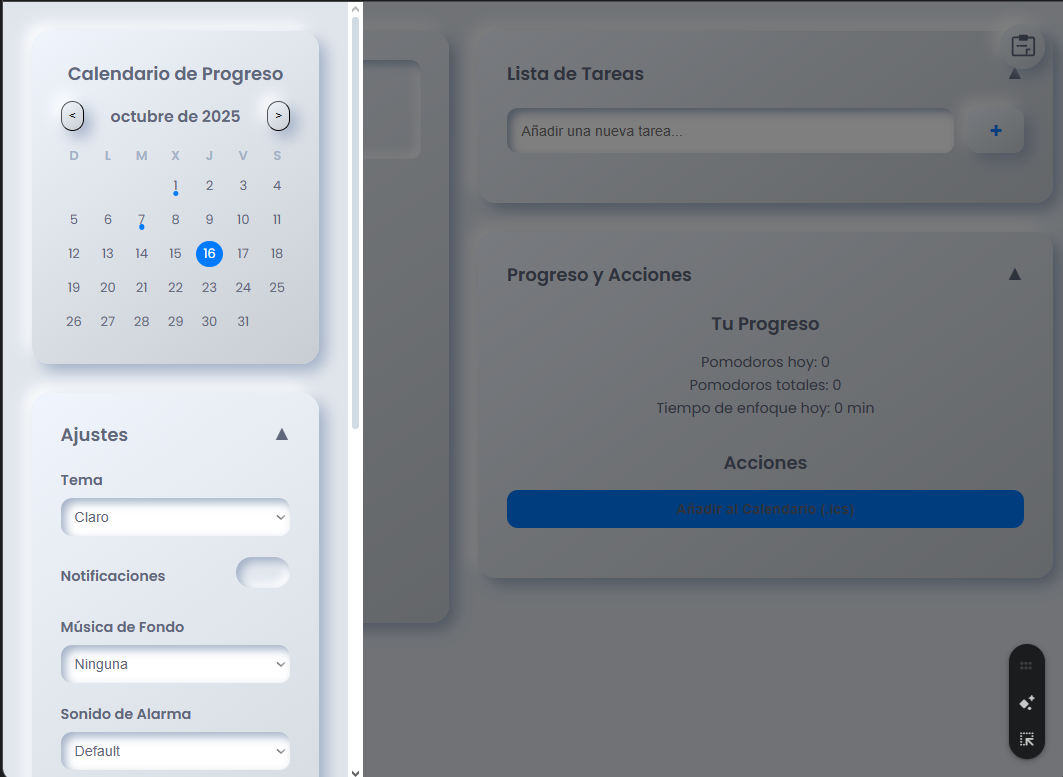 Calendario de Progreso
< octubre de 2025 >
D L M X J V S
1 2 3 4
5 6 7 8 9 10 11
12 13 14 15 16 17 18
19 20 21 22 23 24 25
26 27 28 29 30 31
Ajustes ▲
Tema
Claro
Notificaciones
Música de Fondo
Ninguna
Sonido de Alarma
Default
Lista de Tareas ▲
Añadir una nueva tarea...
+
Progreso y Acciones ▲
Tu Progreso
Pomodoros hoy: 0
Pomodoros totales: 0
Tiempo de enfoque hoy: 0 min
Acciones
Añadir al Calendario (.ics)